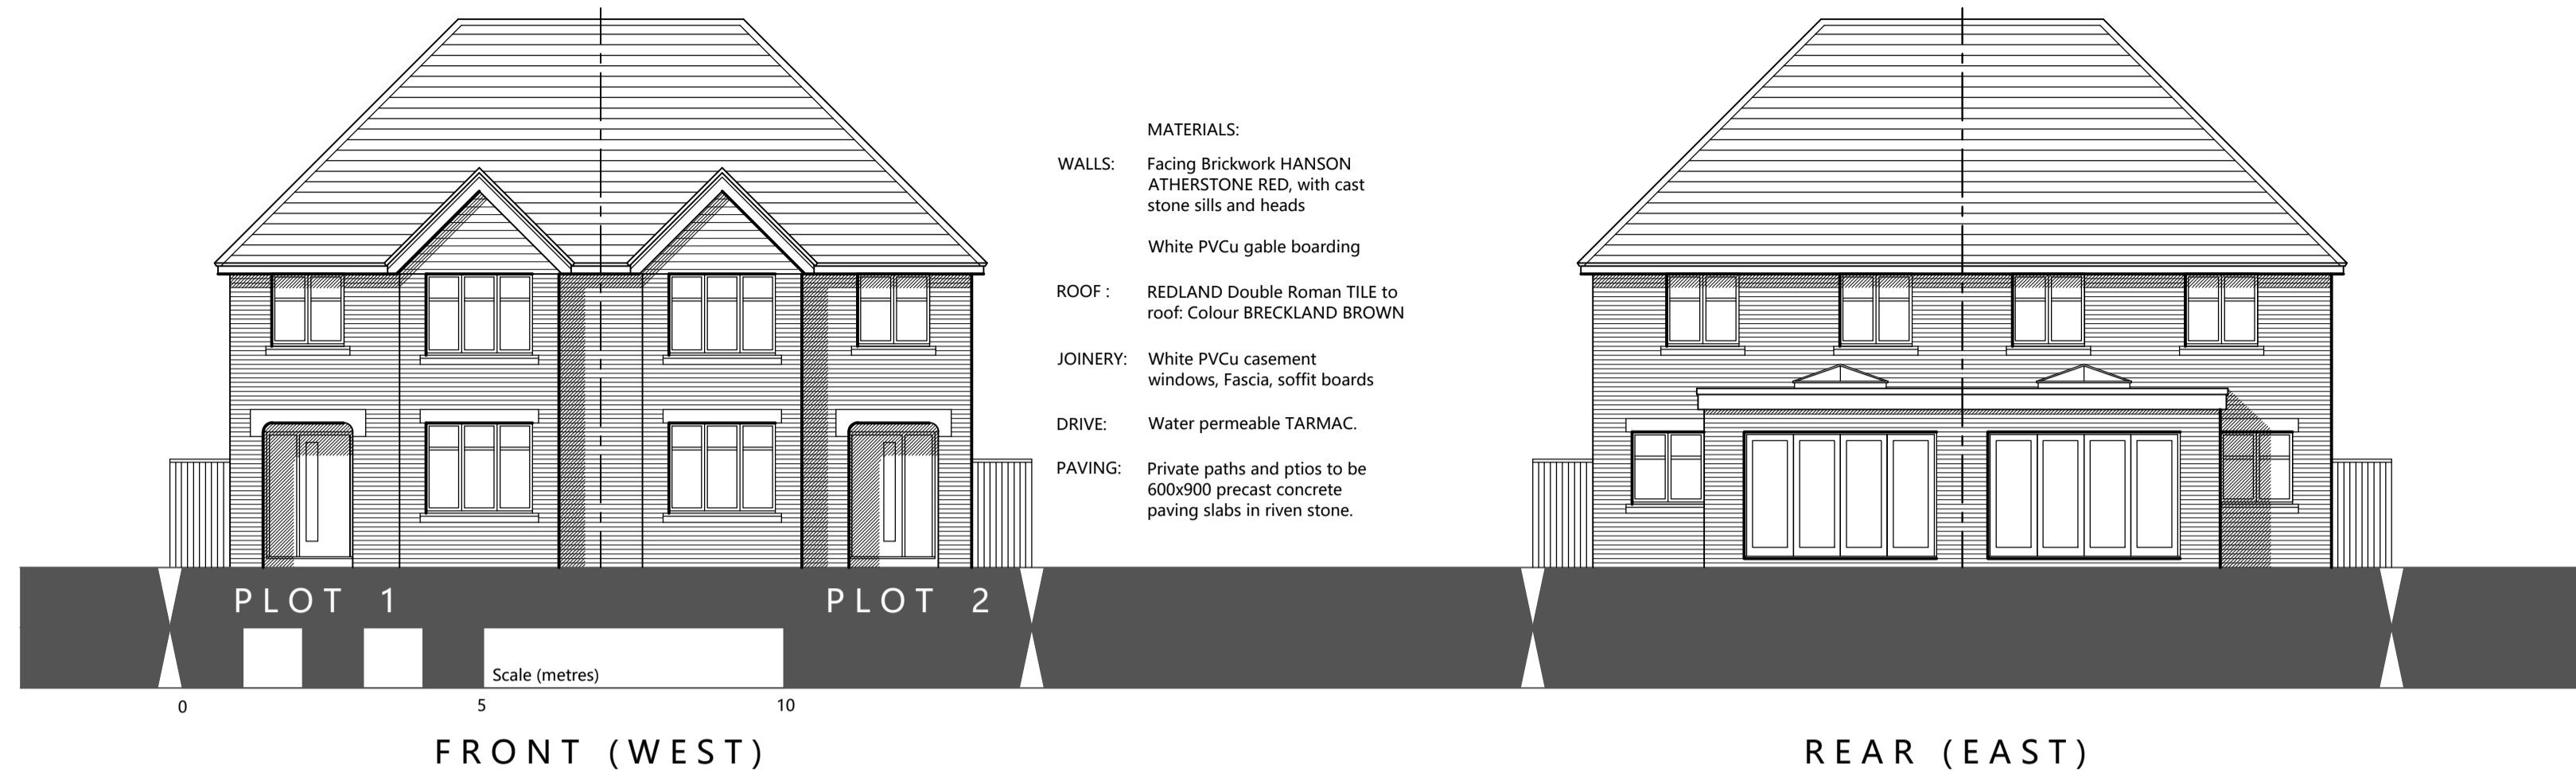 MATERIALS:
WALLS: Facing Brickwork HANSON
ATHERSTONE RED, with cast
stone sills and heads
White PVCu gable boarding
ROOF : REDLAND Double Roman TILE to
roof: Colour BRECKLAND BROWN
JOINERY: White PVCu casement
windows, Fascia, soffit boards
DRIVE: Water permeable TARMAC.
PAVING: Private paths and ptios to be
600x900 precast concrete
paving slabs in riven stone.
PLOT 1
PLOT 2
Scale (metres)
0 5 10
FRONT (WEST)
REAR (EAST)